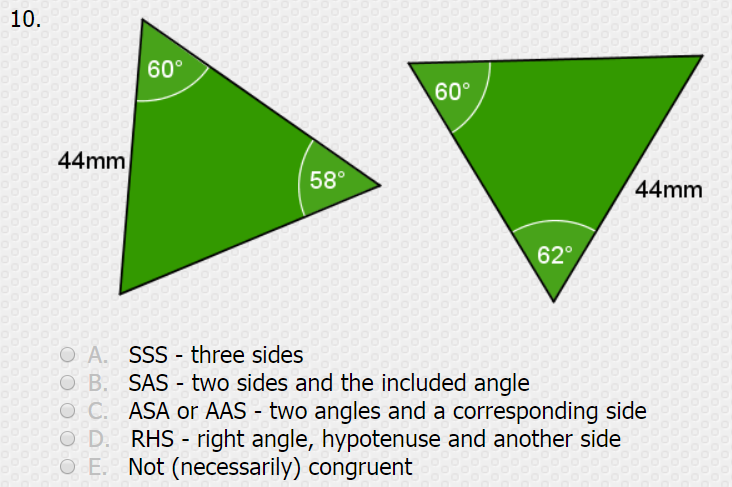 10.
60°
60°
44mm
58°
44mm
62°
A. SSS - three sides
B. SAS - two sides and the included angle
C. ASA or AAS - two angles and a corresponding side
D. RHS - right angle, hypotenuse and another side
E. Not (necessarily) congruent